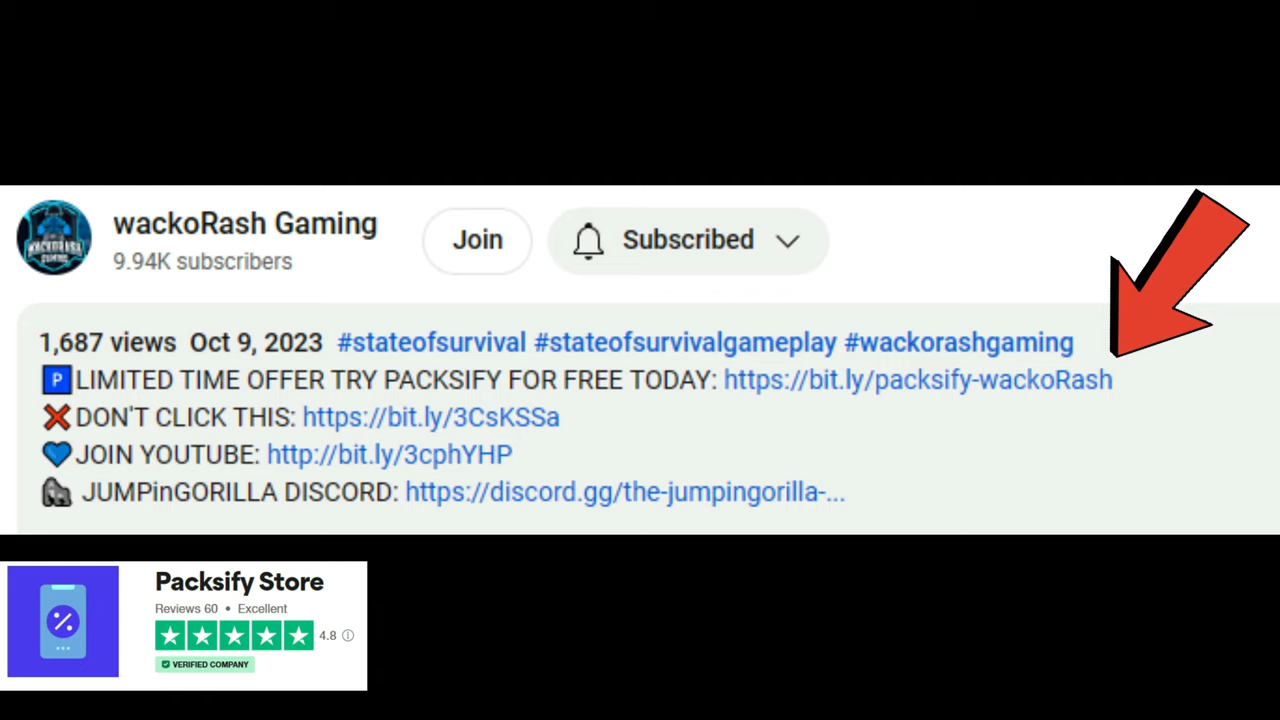 wackoRash Gaming
9.94K subscribers
Join
Subscribed
WACKORASH
GAMING
1,687 views Oct 9, 2023 #stateofsurvival #stateofsurvivalgameplay #wackorashgaming
P LIMITED TIME OFFER TRY PACKSIFY FOR FREE TODAY: https://bit.ly/packsify-wackoRash
DON'T CLICK THIS: https://bit.ly/3CsKSSa
JOIN YOUTUBE: http://bit.ly/3cphYHP
JUMPinGORILLA DISCORD: https://discord.gg/the-jumpingorilla-...
Packsify Store
Reviews 60 • Excellent
4.8
VERIFIED COMPANY